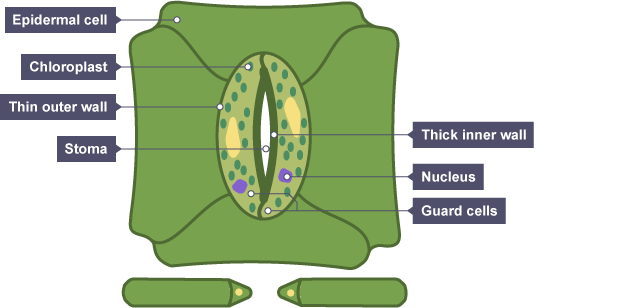 Epidermal cell
Chloroplast
Thin outer wall
Stoma
Thick inner wall
Nucleus
Guard cells